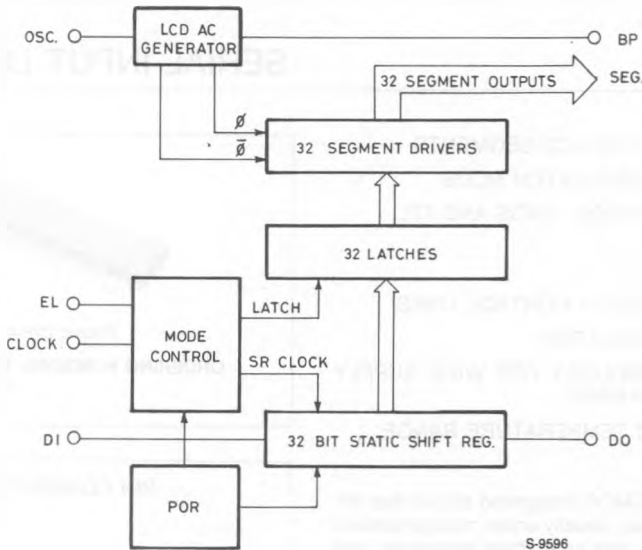 LCD AC
GENERATOR
OSC.
BP
32 SEGMENT OUTPUTS
SEG.
Ø
Ø̅
32 SEGMENT DRIVERS
32 LATCHES
EL
LATCH
CLOCK
MODE
CONTROL
SR CLOCK
DI
32 BIT STATIC SHIFT REG.
DO
POR
S-9596